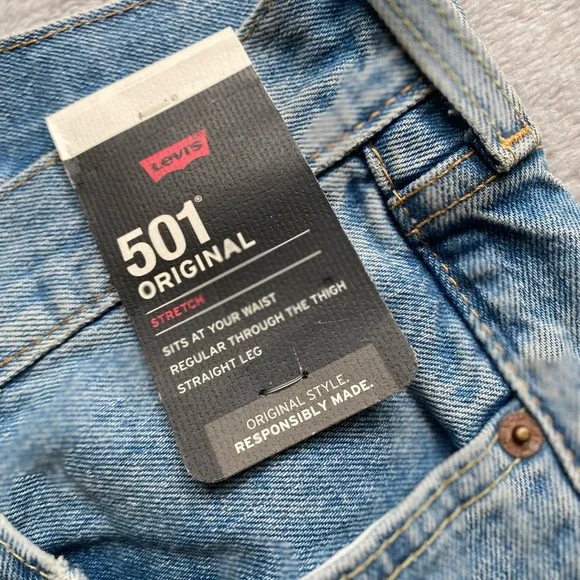 Levi's
501®
ORIGINAL
STRETCH
SITS AT YOUR WAIST
REGULAR THROUGH THE THIGH
STRAIGHT LEG
ORIGINAL STYLE.
RESPONSIBLY MADE.